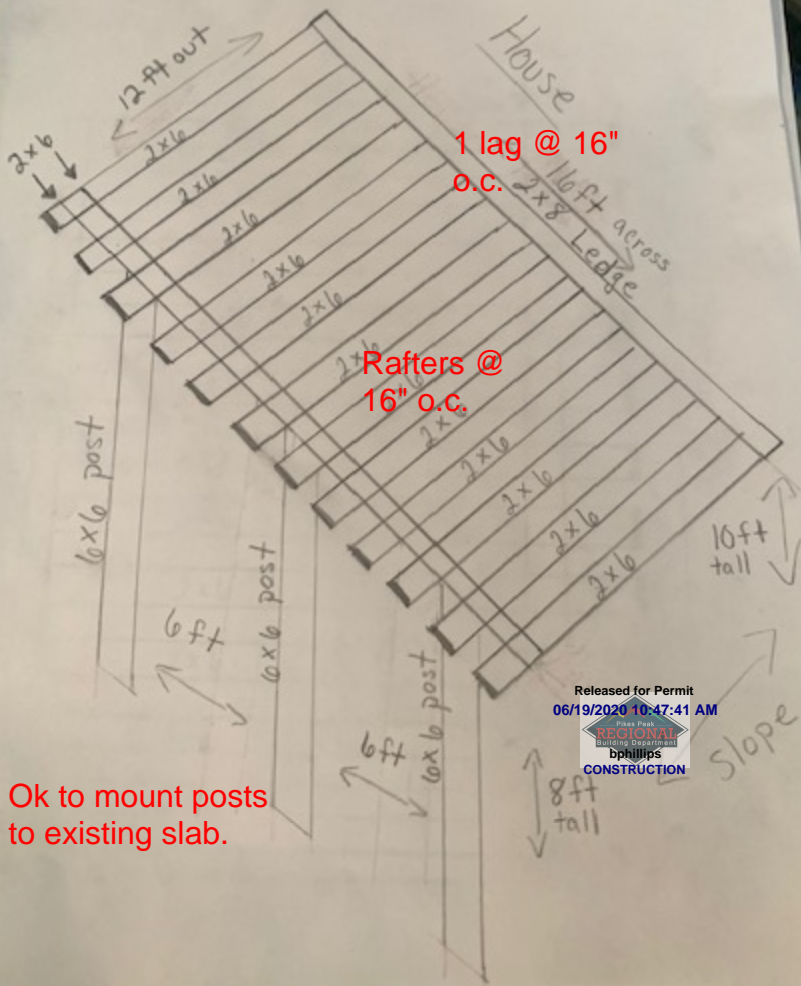 House
12 ft out
1 lag @ 16"
o.c.
16ft across
2x8 Ledge
2x6
2x6
2x6
2x6
2x6
2x6
Rafters @
16" o.c.
2x6
2x6
2x6
2x6
2x6
2x6
2x6
6x6 post
6ft
6x6 post
6ft
6x6 post
10ft
tall
Released for Permit
06/19/2020 10:47:41 AM
Pikes Peak
REGIONAL
Building Department
bphillips
CONSTRUCTION
slope
8ft
tall
Ok to mount posts
to existing slab.